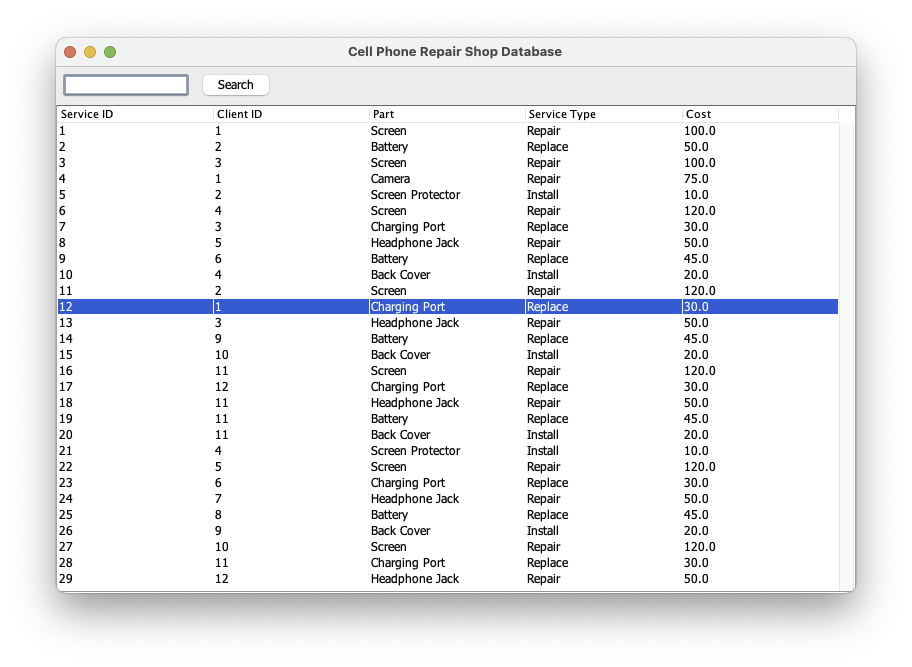 Cell Phone Repair Shop Database
Search
Service ID Client ID Part Service Type Cost
1 1 Screen Repair 100.0
2 2 Battery Replace 50.0
3 3 Screen Repair 100.0
4 1 Camera Repair 75.0
5 2 Screen Protector Install 10.0
6 4 Screen Repair 120.0
7 3 Charging Port Replace 30.0
8 5 Headphone Jack Repair 50.0
9 6 Battery Replace 45.0
10 4 Back Cover Install 20.0
11 2 Screen Repair 120.0
12 1 Charging Port Replace 30.0
13 3 Headphone Jack Repair 50.0
14 9 Battery Replace 45.0
15 10 Back Cover Install 20.0
16 11 Screen Repair 120.0
17 12 Charging Port Replace 30.0
18 11 Headphone Jack Repair 50.0
19 11 Battery Replace 45.0
20 11 Back Cover Install 20.0
21 4 Screen Protector Install 10.0
22 5 Screen Repair 120.0
23 6 Charging Port Replace 30.0
24 7 Headphone Jack Repair 50.0
25 8 Battery Replace 45.0
26 9 Back Cover Install 20.0
27 10 Screen Repair 120.0
28 11 Charging Port Replace 30.0
29 12 Headphone Jack Repair 50.0